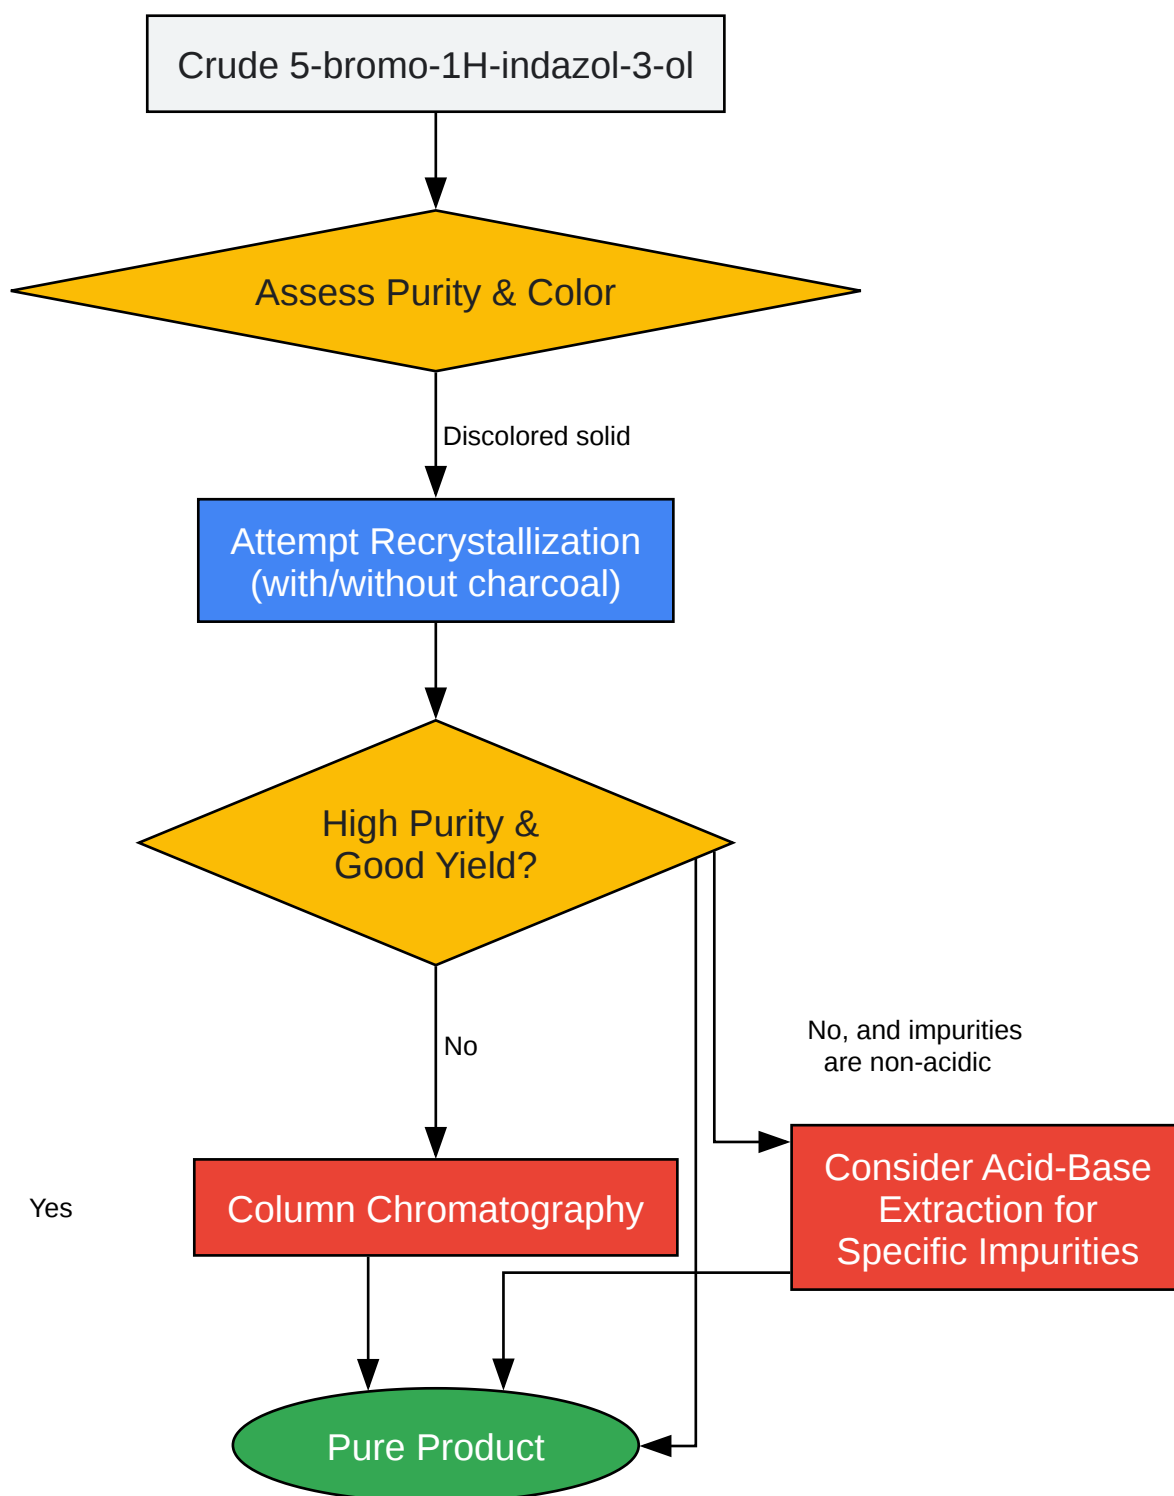 Crude 5-bromo-1H-indazol-3-ol
Assess Purity & Color
Discolored solid
Attempt Recrystallization
(with/without charcoal)
High Purity &
Good Yield?
No
No, and impurities
are non-acidic
Yes
Column Chromatography
Consider Acid-Base
Extraction for
Specific Impurities
Pure Product